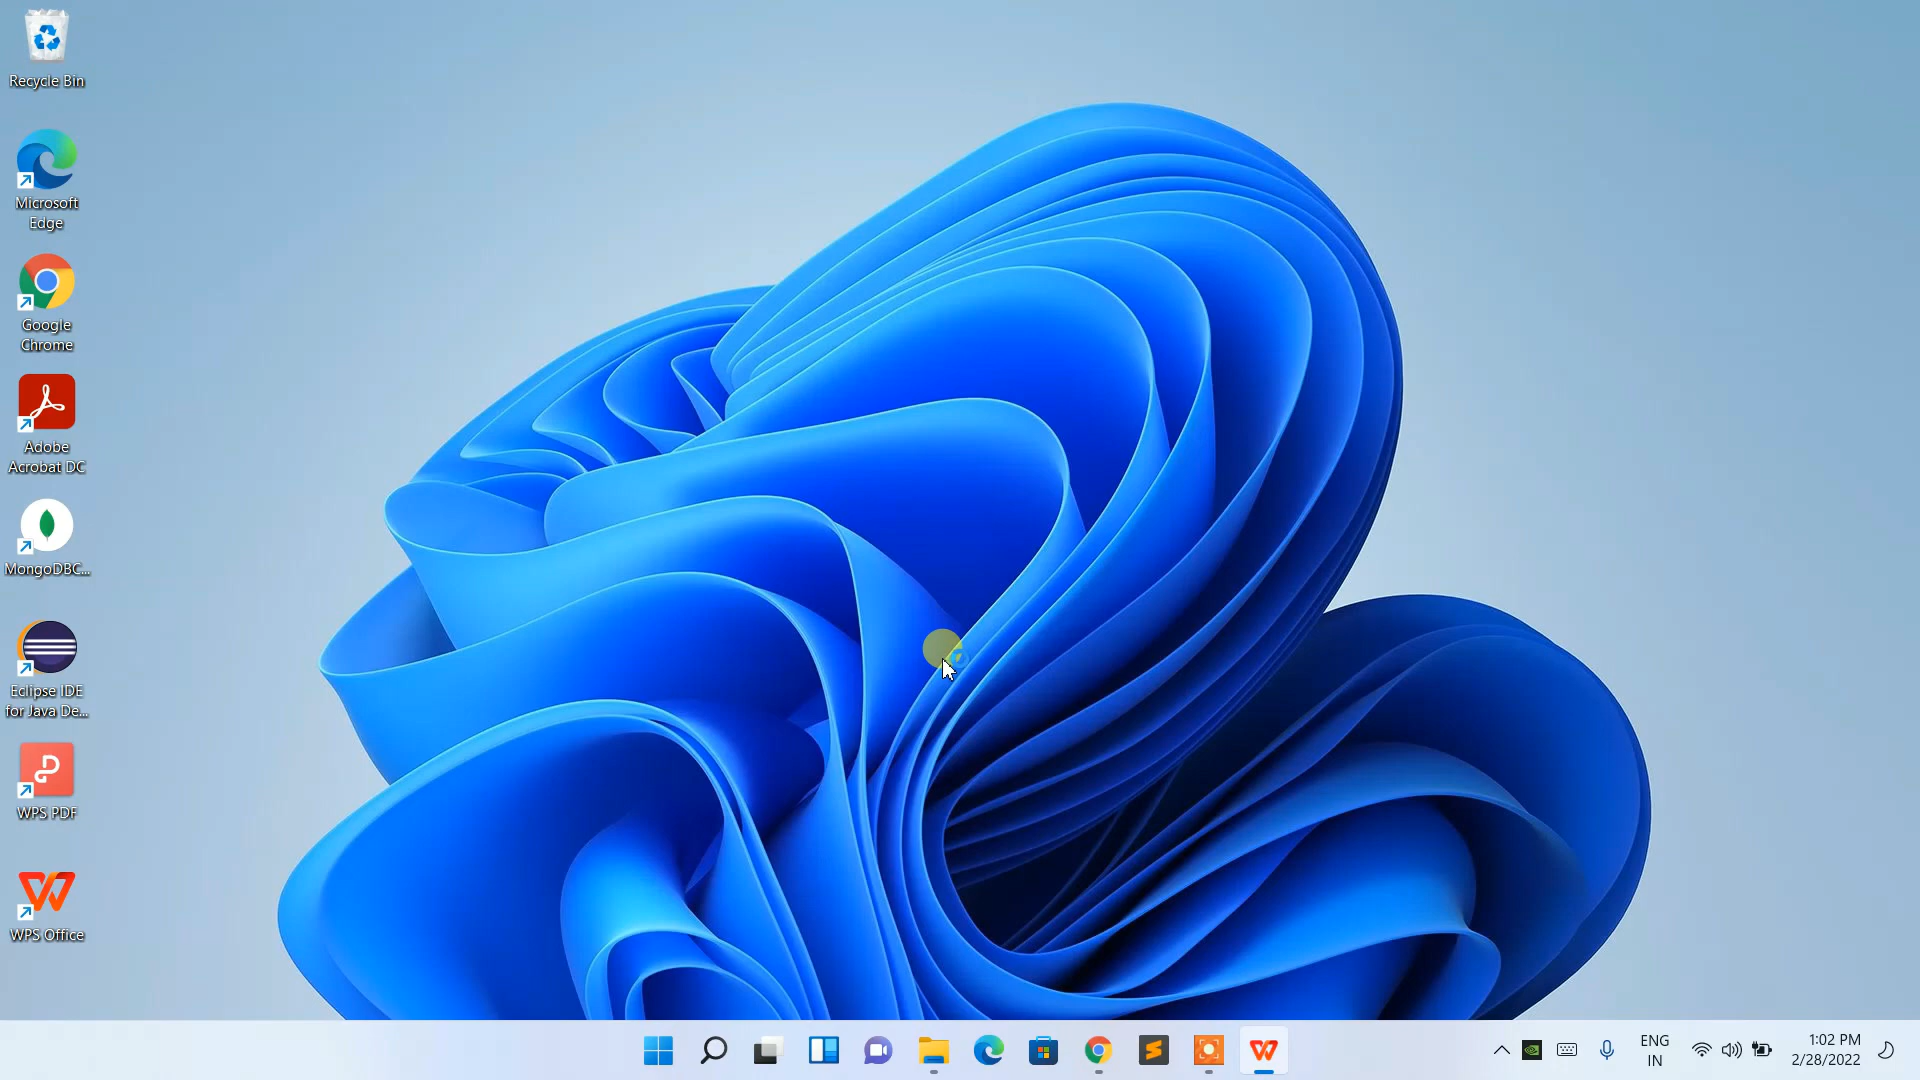 Recycle Bin
Microsoft
Edge
Google
Chrome
Adobe
Acrobat DC
MongoDBC...
Eclipse IDE
for Java De...
WPS PDF
WPS Office
ENG
IN
1:02 PM
2/28/2022